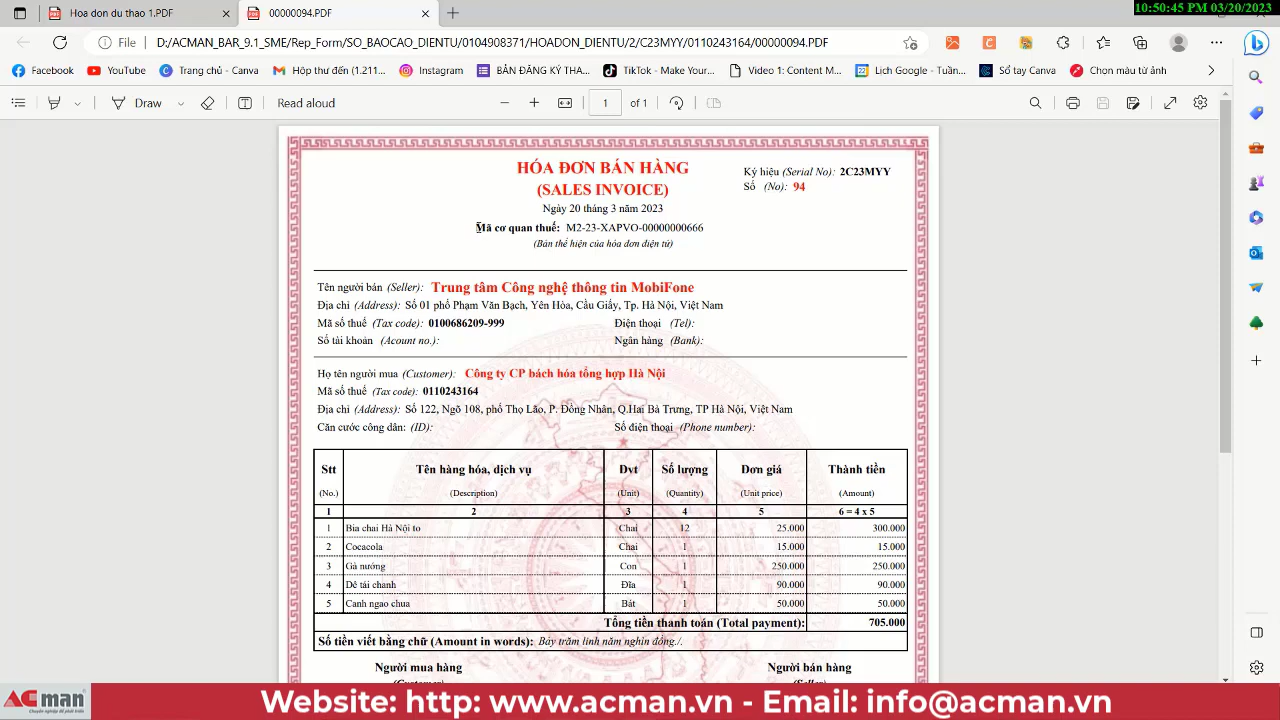 10:50:45 PM 03/20/2023
Hoa don du thao 1.PDF
00000094.PDF
File D:/ACMAN_BAR_9.1_SME/Rep_Form/SO_BAOCAO_DIENTU/0101908371/HOADON_DIENTU/2/C23MYY/0110243164/00000094.PDF
Facebook YouTube Trang chủ - Canva Hộp thư đến (1.211... Instagram BẢN ĐĂNG KÝ THA... TikTok - Make Your... Video 1: Content M... Lịch Google - Tuần... Sổ tay Canva Chọn màu từ ảnh
Draw Read aloud 1 of 1
HÓA ĐƠN BÁN HÀNG
(SALES INVOICE)
Ngày 20 tháng 3 năm 2023
Mã cơ quan thuế: M2-23-XAPVO-00000000666
(Bản thể hiện của hóa đơn điện tử)
Ký hiệu (Serial No): 2C23MYY
Số (No): 94
Tên người bán (Seller): Trung tâm Công nghệ thông tin MobiFone
Địa chỉ (Address): Số 01 phố Phạm Văn Bạch, Yên Hòa, Cầu Giấy, Tp. Hà Nội, Việt Nam
Mã số thuế (Tax code): 0100686209-999 Điện thoại (Tel):
Số tài khoản (Acount no.): Ngân hàng (Bank):
Họ tên người mua (Customer): Công ty CP bách hóa tổng hợp Hà Nội
Mã số thuế (Tax code): 0110243164
Địa chỉ (Address): Số 122, Ngõ 108, phố Thọ Lão, P. Đồng Nhân, Q.Hai Bà Trưng, TP Hà Nội, Việt Nam
Căn cước công dân: (ID): Số điện thoại (Phone number):
Stt Tên hàng hóa, dịch vụ Đvt Số lượng Đơn giá Thành tiền
(No.) (Description) (Unit) (Quantity) (Unit price) (Amount)
1 2 3 4 5 6 = 4 x 5
1 Bia chai Hà Nội to Chai 12 25.000 300.000
2 Cocacola Chai 1 15.000 15.000
3 Gà nướng Con 1 250.000 250.000
4 Dê tái chanh Đĩa 1 90.000 90.000
5 Canh ngao chua Bát 1 50.000 50.000
Tổng tiền thanh toán (Total payment): 705.000
Số tiền viết bằng chữ (Amount in words): Bảy trăm linh năm nghìn đồng./.
Người mua hàng Người bán hàng
ACman
Chuyên nghiệp để phát triển
Website: http: www.acman.vn - Email: info@acman.vn